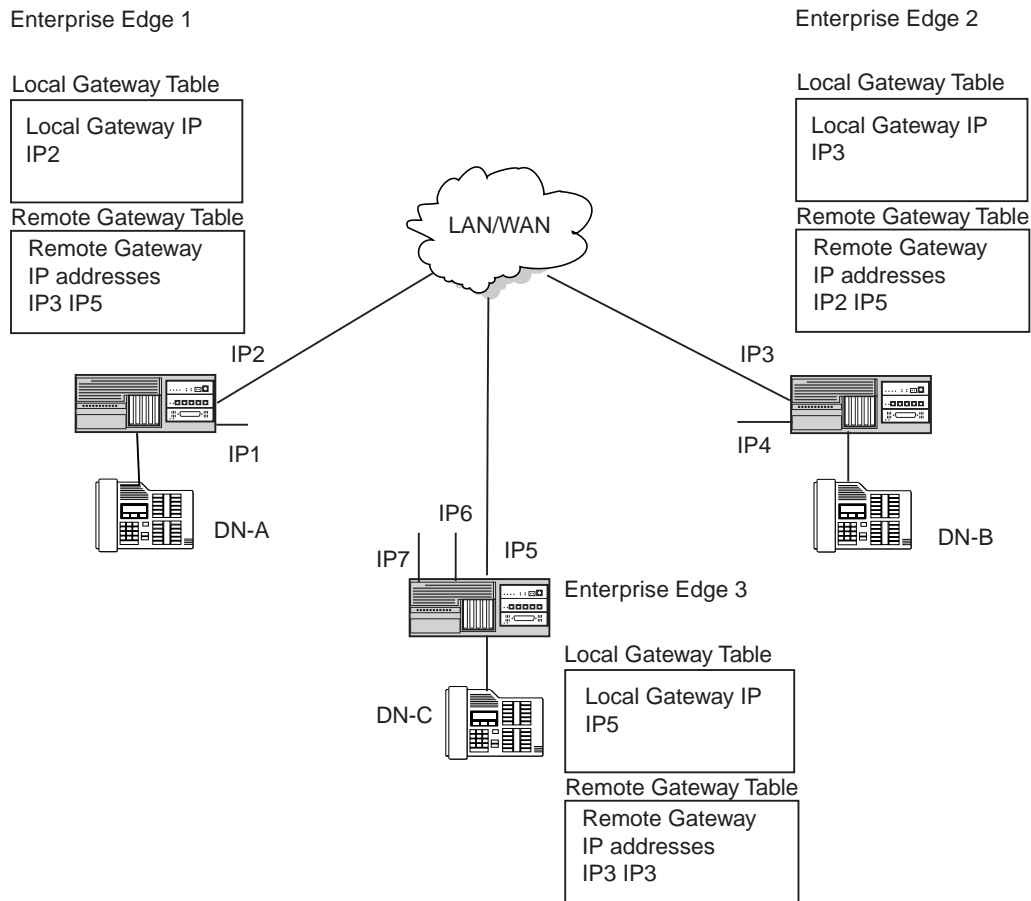 Enterprise Edge 1
Enterprise Edge 2
Local Gateway Table
Local Gateway IP
IP2
Remote Gateway Table
Remote Gateway
IP addresses
IP3 IP5
Local Gateway Table
Local Gateway IP
IP3
Remote Gateway Table
Remote Gateway
IP addresses
IP2 IP5
LAN/WAN
IP2
IP1
DN-A
IP3
IP4
DN-B
IP6
IP7
IP5
Enterprise Edge 3
DN-C
Local Gateway Table
Local Gateway IP
IP5
Remote Gateway Table
Remote Gateway
IP addresses
IP3 IP3